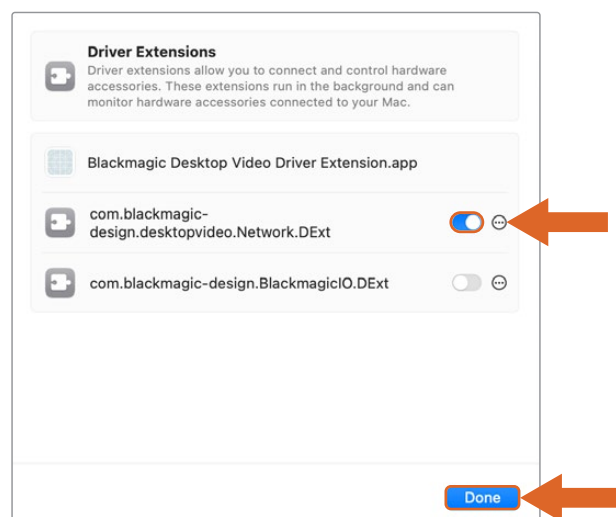 Driver Extensions
Driver extensions allow you to connect and control hardware
accessories. These extensions run in the background and can
monitor hardware accessories connected to your Mac.
Blackmagic Desktop Video Driver Extension.app
com.blackmagic-
design.desktopvideo.Network.DExt
com.blackmagic-design.BlackmagicIO.DExt
Done